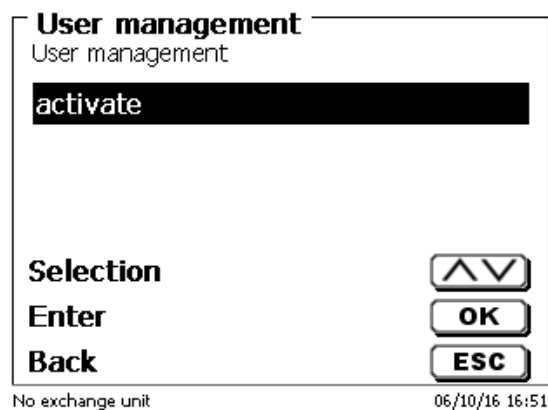 User management
User management
activate
Selection
Enter OK
Back ESC
No exchange unit 06/10/16 16:51